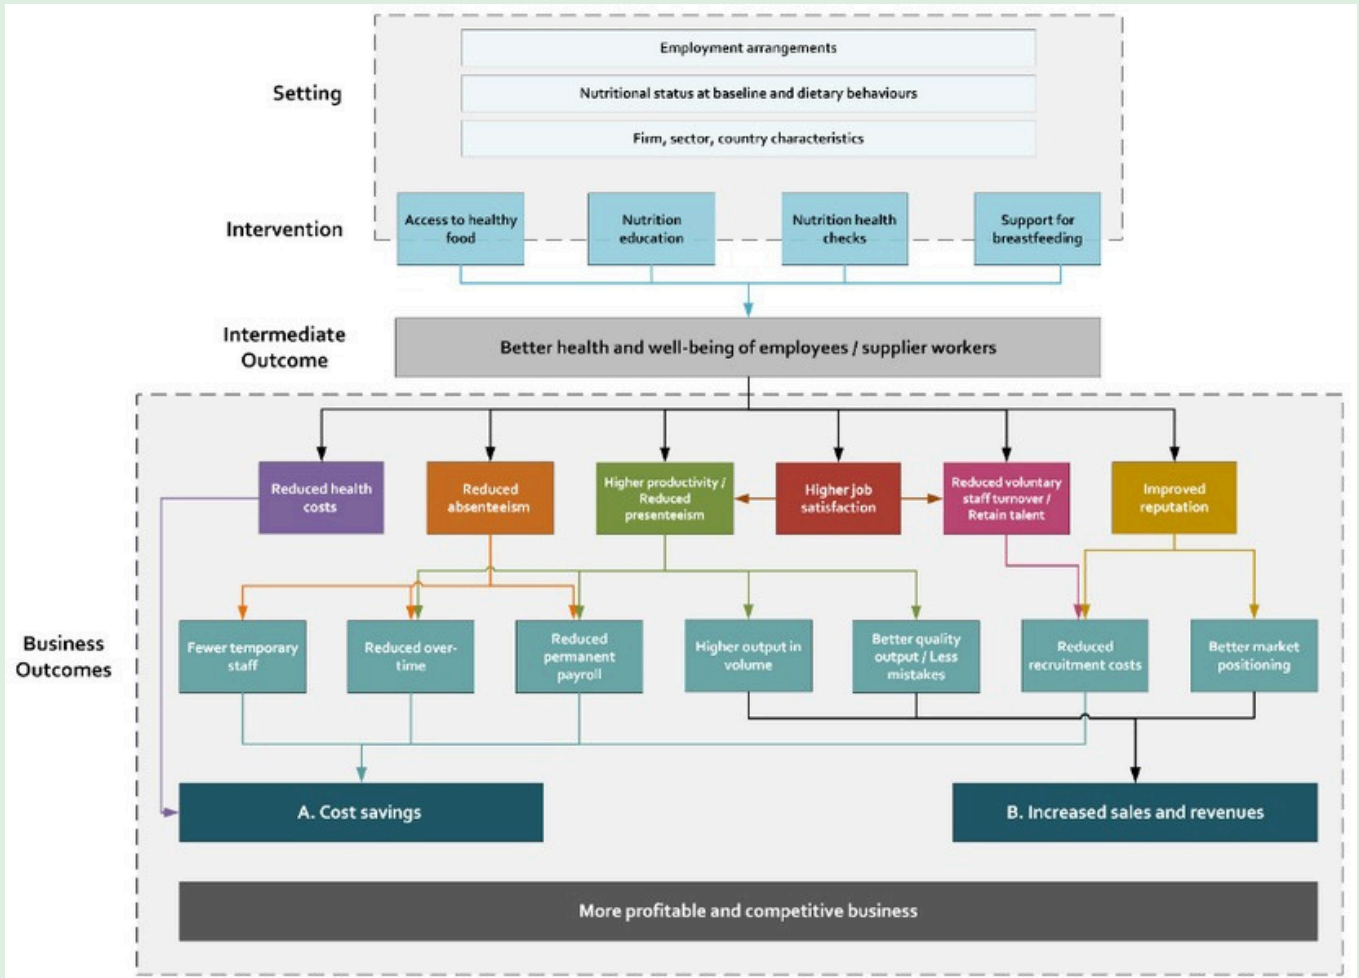 Setting
Employment arrangements
Nutritional status at baseline and dietary behaviours
Firm, sector, country characteristics
Intervention
Access to healthy
food
Nutrition
education
Nutrition health
checks
Support for
breastfeeding
Intermediate
Outcome
Better health and well-being of employees / supplier workers
Business
Outcomes
Reduced health
costs
Reduced
absenteeism
Higher productivity /
Reduced
presenteeism
Higher job
satisfaction
Reduced voluntary
staff turnover /
Retain talent
Improved
reputation
Fewer temporary
staff
Reduced over-
time
Reduced
permanent
payroll
Higher output in
volume
Better quality
output / Less
mistakes
Reduced
recruitment costs
Better market
positioning
A. Cost savings
B. Increased sales and revenues
More profitable and competitive business